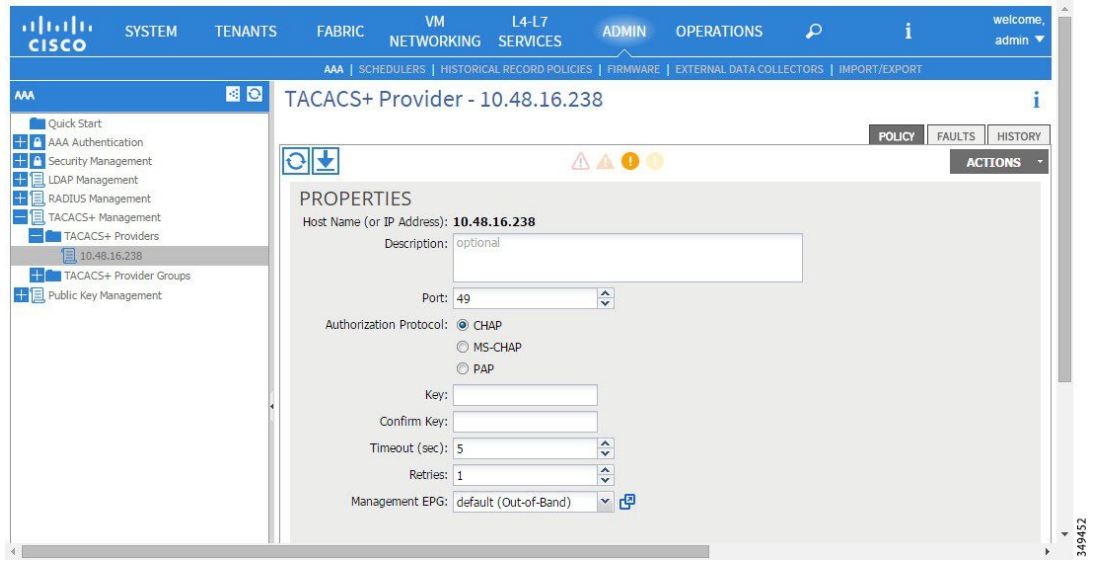 CISCO SYSTEM TENANTS FABRIC VM NETWORKING L4-L7 SERVICES ADMIN OPERATIONS i welcome, admin
AAA | SCHEDULERS | HISTORICAL RECORD POLICIES | FIRMWARE | EXTERNAL DATA COLLECTORS | IMPORT/EXPORT
AAA
Quick Start
AAA Authentication
Security Management
LDAP Management
RADIUS Management
TACACS+ Management
TACACS+ Providers
10.48.16.238
TACACS+ Provider Groups
Public Key Management
TACACS+ Provider - 10.48.16.238 i
POLICY FAULTS HISTORY
ACTIONS
PROPERTIES
Host Name (or IP Address): 10.48.16.238
Description: optional
Port: 49
Authorization Protocol: CHAP
MS-CHAP
PAP
Key:
Confirm Key:
Timeout (sec): 5
Retries: 1
Management EPG: default (Out-of-Band)
349452